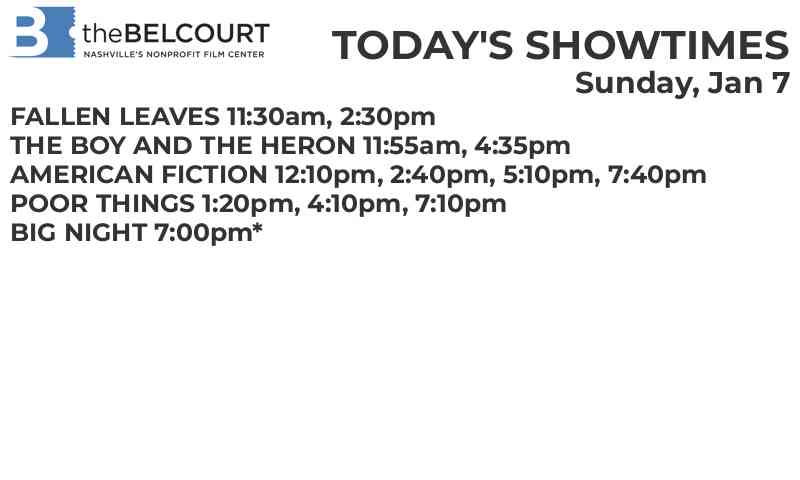 B
theBELCOURT
NASHVILLE'S NONPROFIT FILM CENTER
TODAY'S SHOWTIMES
Sunday, Jan 7
FALLEN LEAVES 11:30am, 2:30pm
THE BOY AND THE HERON 11:55am, 4:35pm
AMERICAN FICTION 12:10pm, 2:40pm, 5:10pm, 7:40pm
POOR THINGS 1:20pm, 4:10pm, 7:10pm
BIG NIGHT 7:00pm*